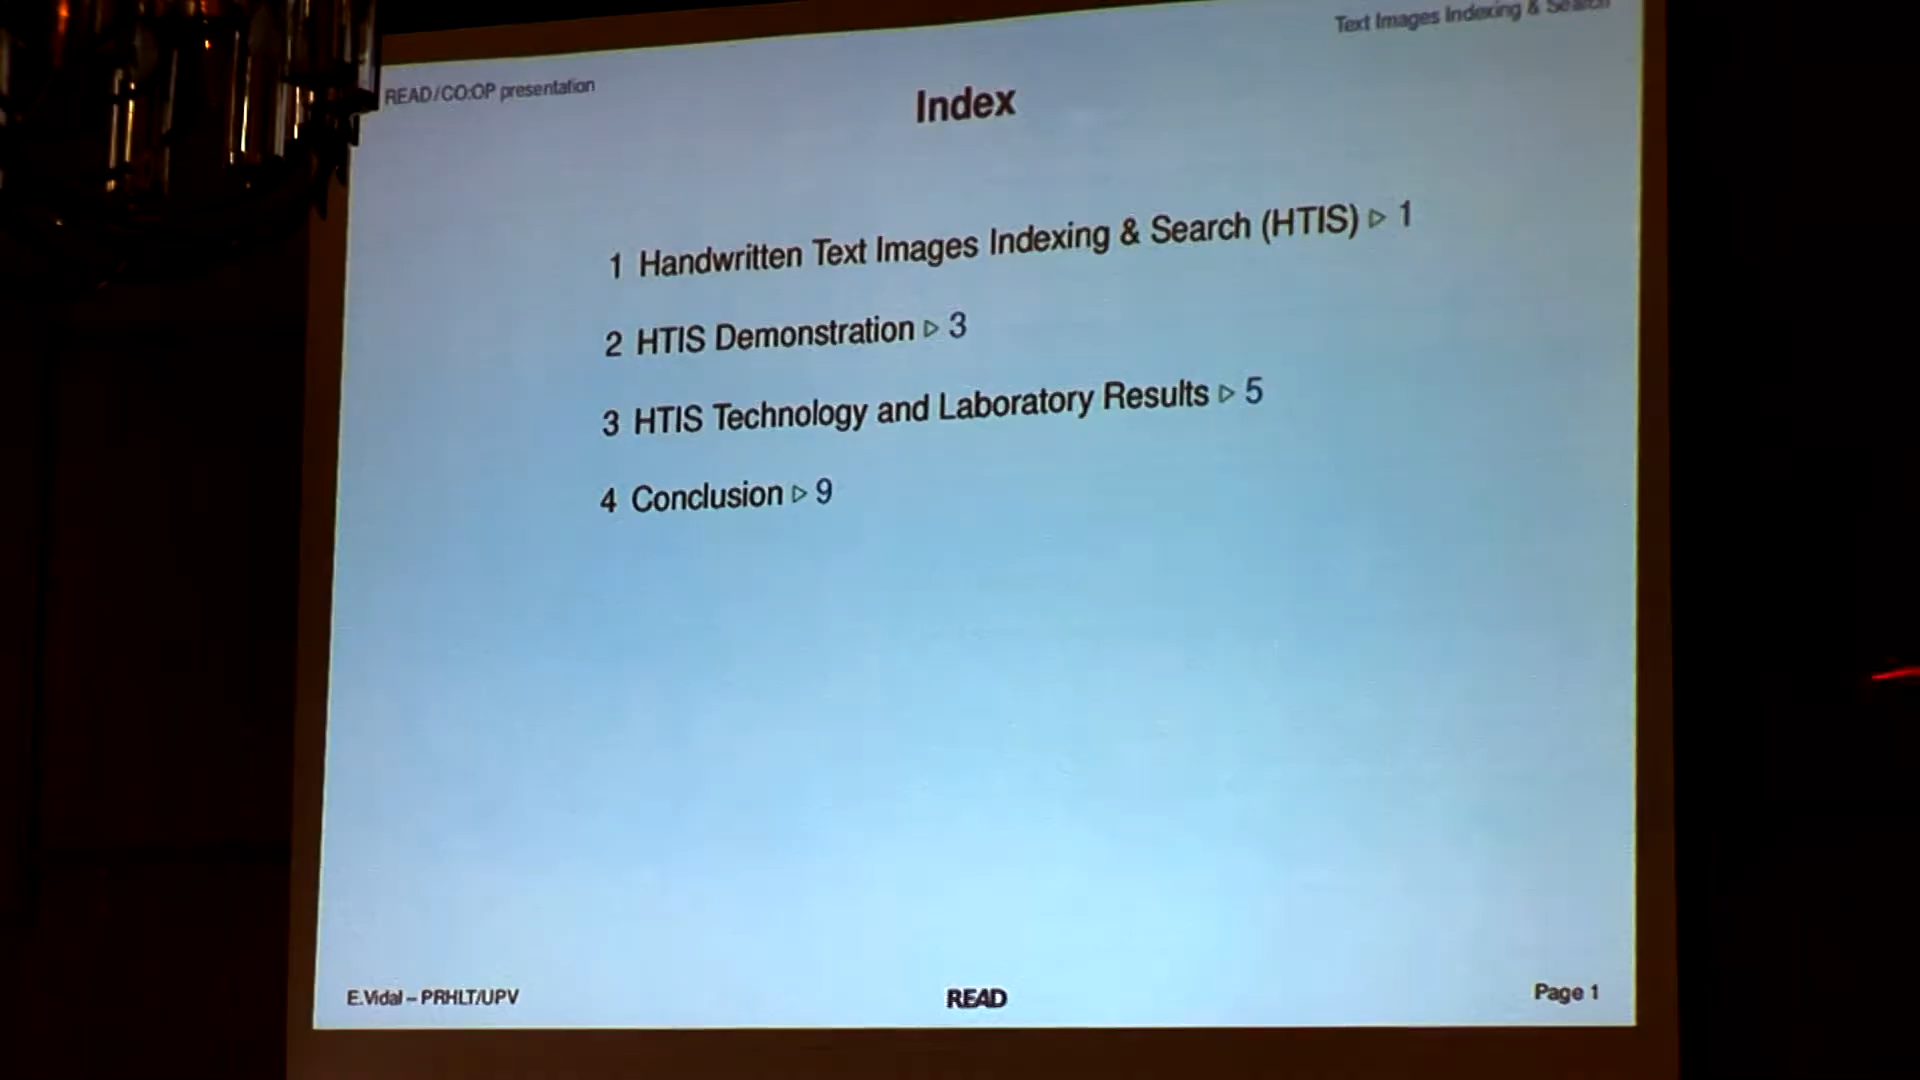 READ/CO:OP presentation
Text Images Indexing & Search
Index
1 Handwritten Text Images Indexing & Search (HTIS) ▷ 1
2 HTIS Demonstration ▷ 3
3 HTIS Technology and Laboratory Results ▷ 5
4 Conclusion ▷ 9
E.Vidal – PRHLT/UPV
READ
Page 1